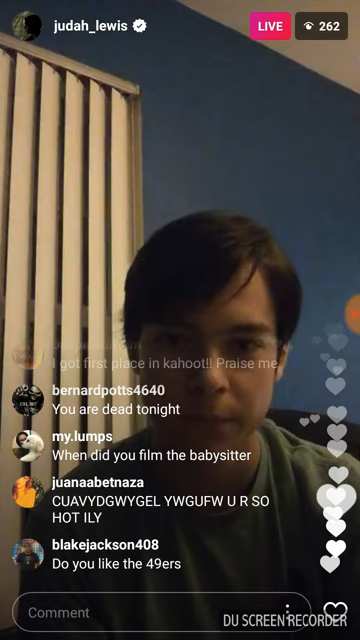 judah_lewis
LIVE
262
I got first place in kahoot!! Praise me
bernardpotts4640
You are dead tonight
my.lumps
When did you film the babysitter
juanaabetnaza
CUAVYDGWYGEL YWGUFW U R SO
HOT ILY
blakejackson408
Do you like the 49ers
Comment
DU SCREEN RECORDER